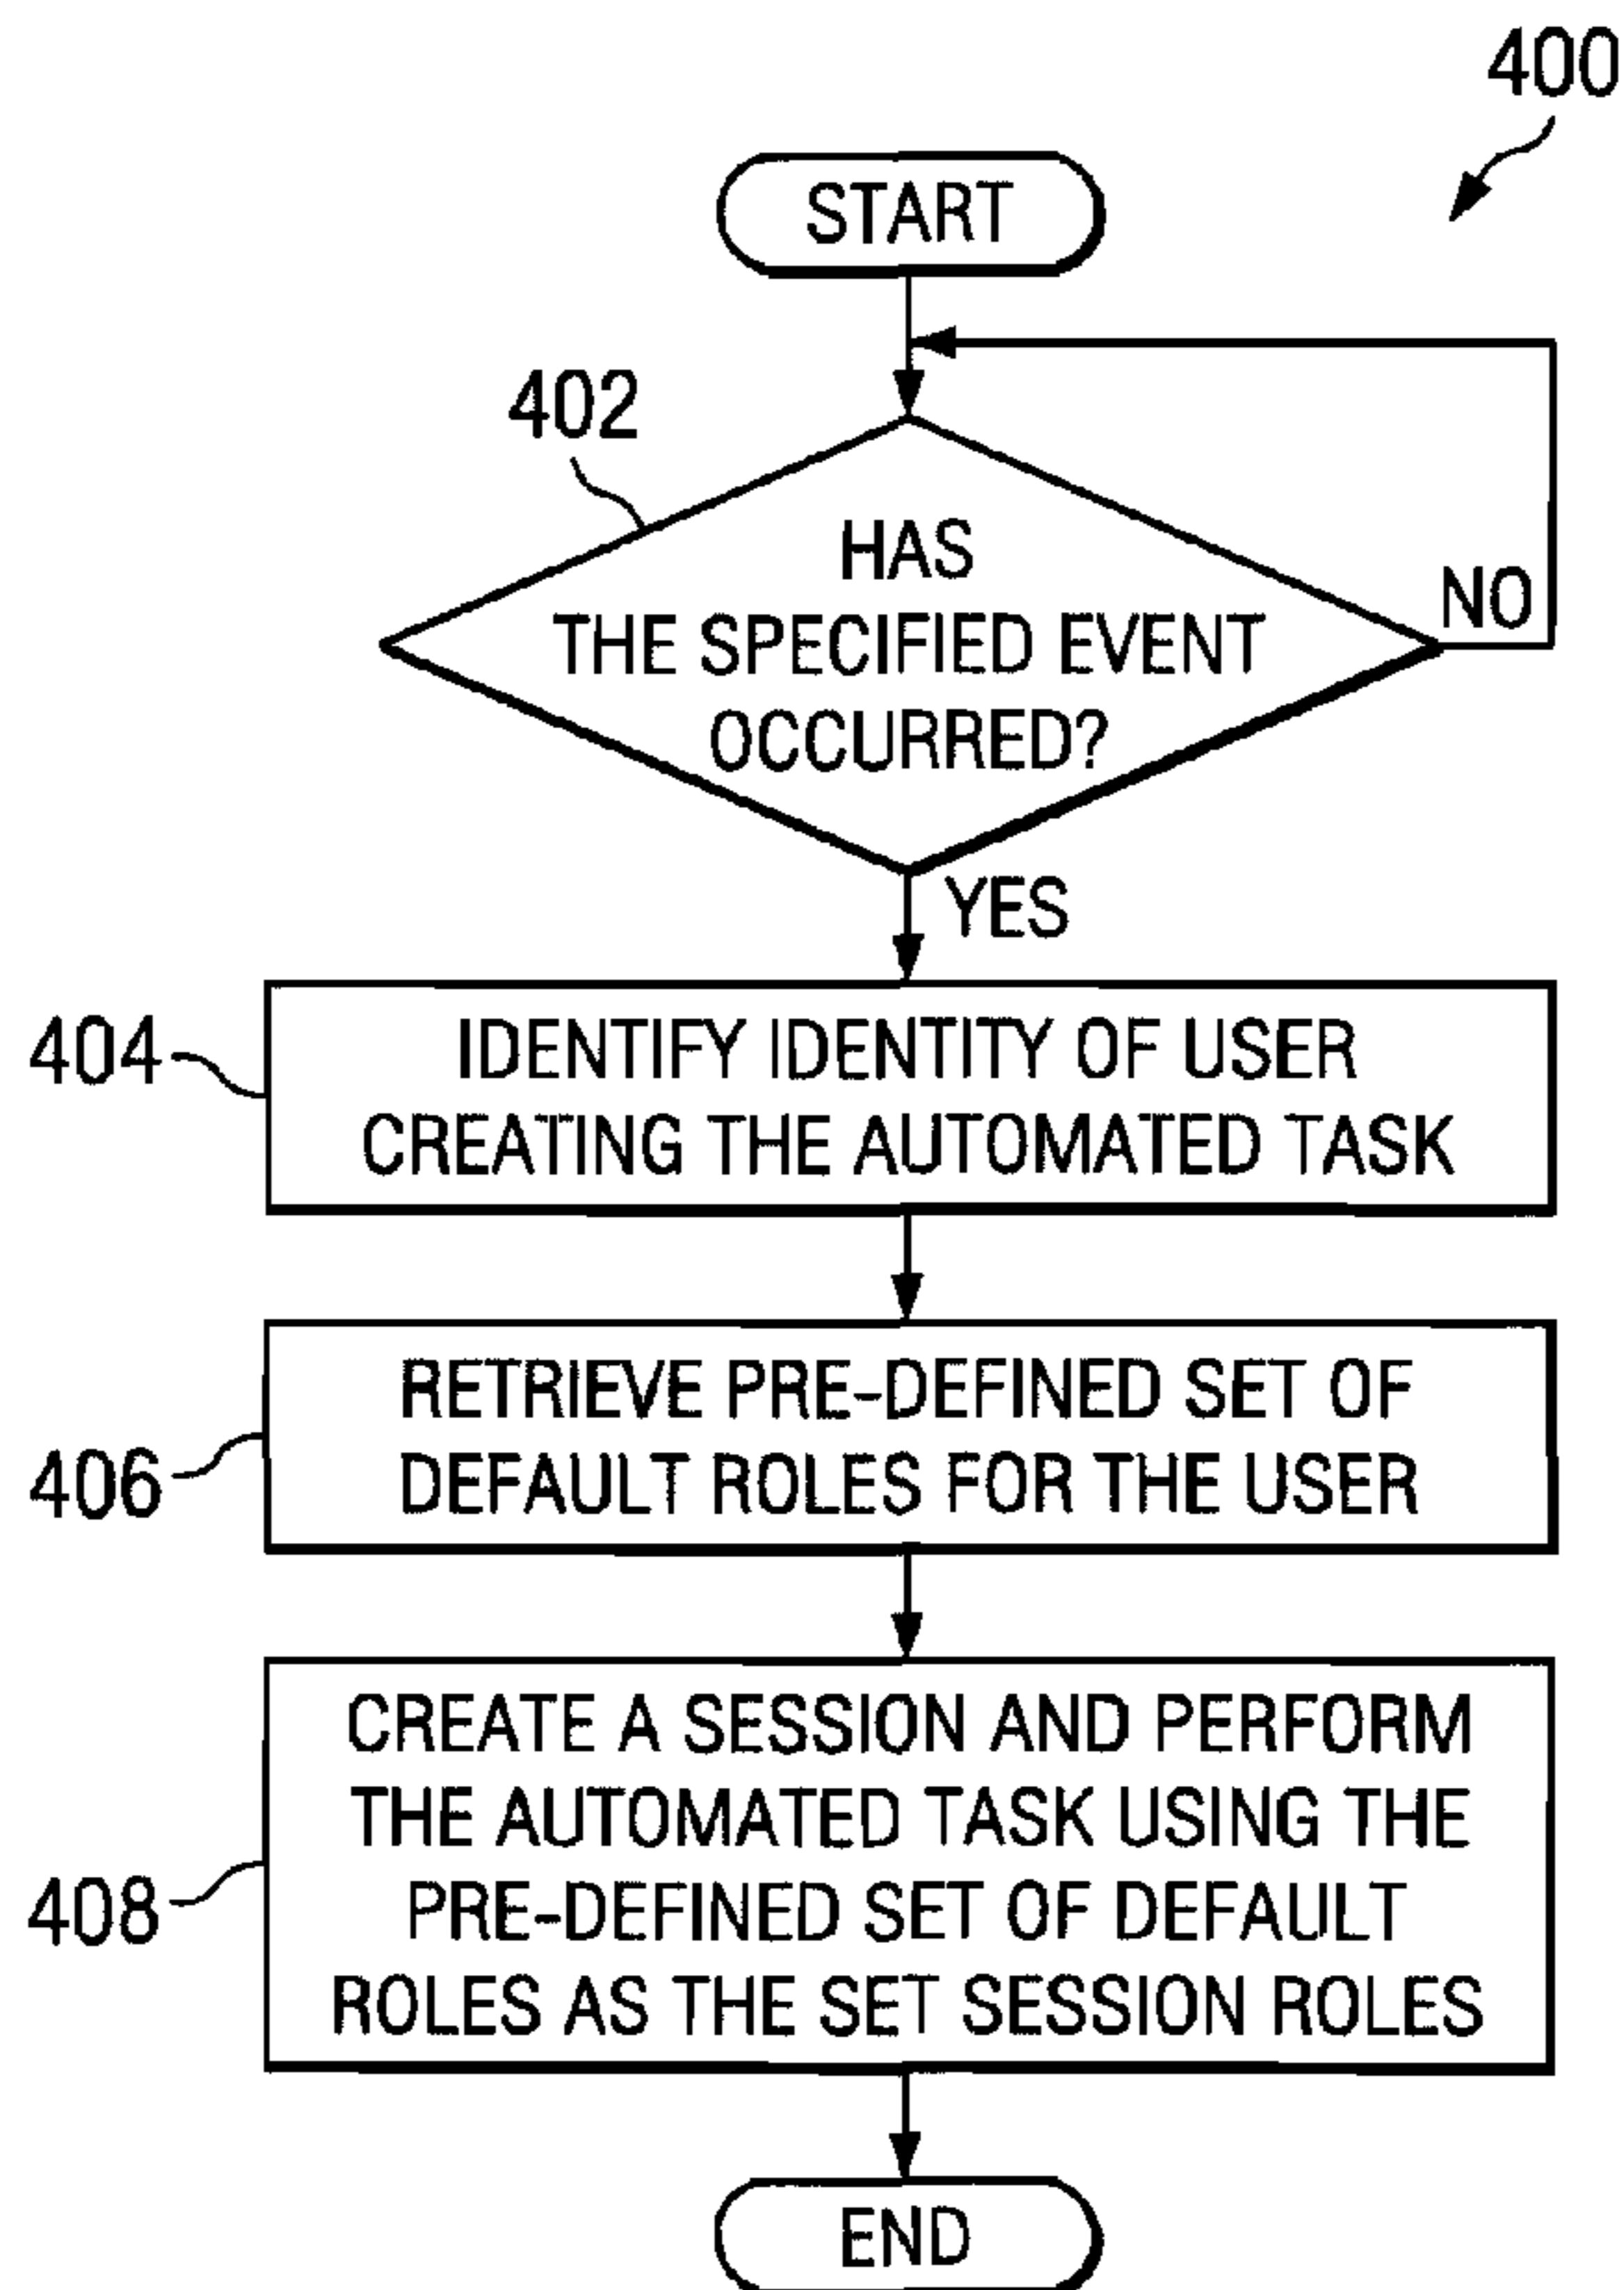 400
START
402
HAS
THE SPECIFIED EVENT
OCCURRED?
NO
YES
404
IDENTIFY IDENTITY OF USER
CREATING THE AUTOMATED TASK
406
RETRIEVE PRE-DEFINED SET OF
DEFAULT ROLES FOR THE USER
408
CREATE A SESSION AND PERFORM
THE AUTOMATED TASK USING THE
PRE-DEFINED SET OF DEFAULT
ROLES AS THE SET SESSION ROLES
END